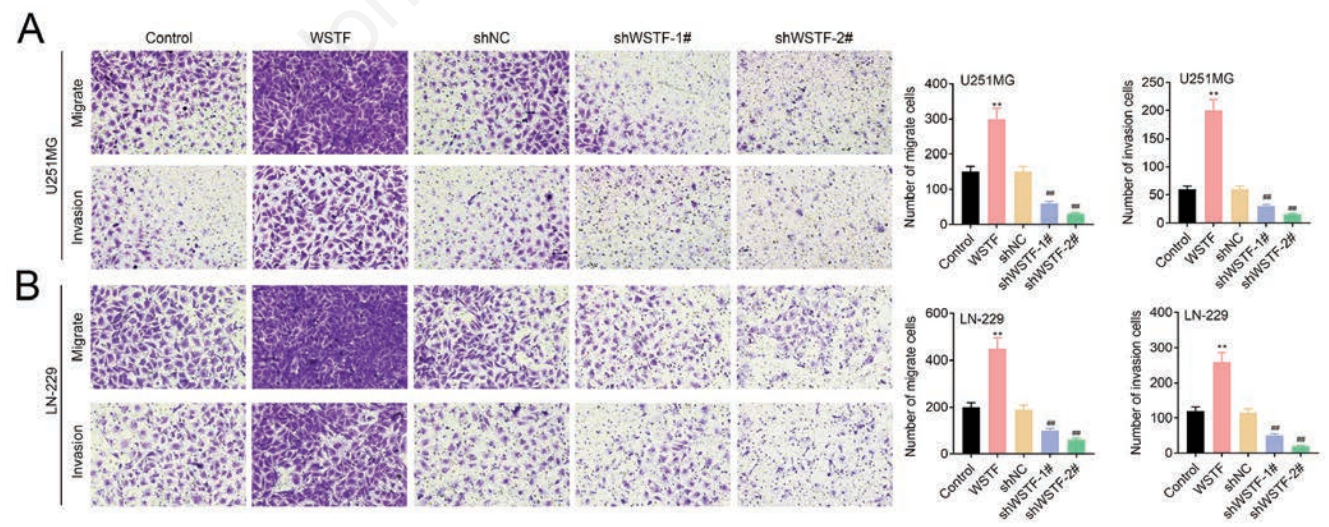 A
Control
WSTF
shNC
shWSTF-1#
shWSTF-2#
U251MG
Migrate
Invasion
400
300
200
100
0
Number of migrate cells
U251MG
**
##
##
Control
WSTF
shNC
shWSTF-1#
shWSTF-2#
250
200
150
100
50
0
Number of invasion cells
U251MG
**
##
##
Control
WSTF
shNC
shWSTF-1#
shWSTF-2#
B
LN-229
Migrate
Invasion
600
400
200
0
Number of migrate cells
LN-229
**
##
##
Control
WSTF
shNC
shWSTF-1#
shWSTF-2#
400
300
200
100
0
Number of invasion cells
LN-229
**
##
##
Control
WSTF
shNC
shWSTF-1#
shWSTF-2#